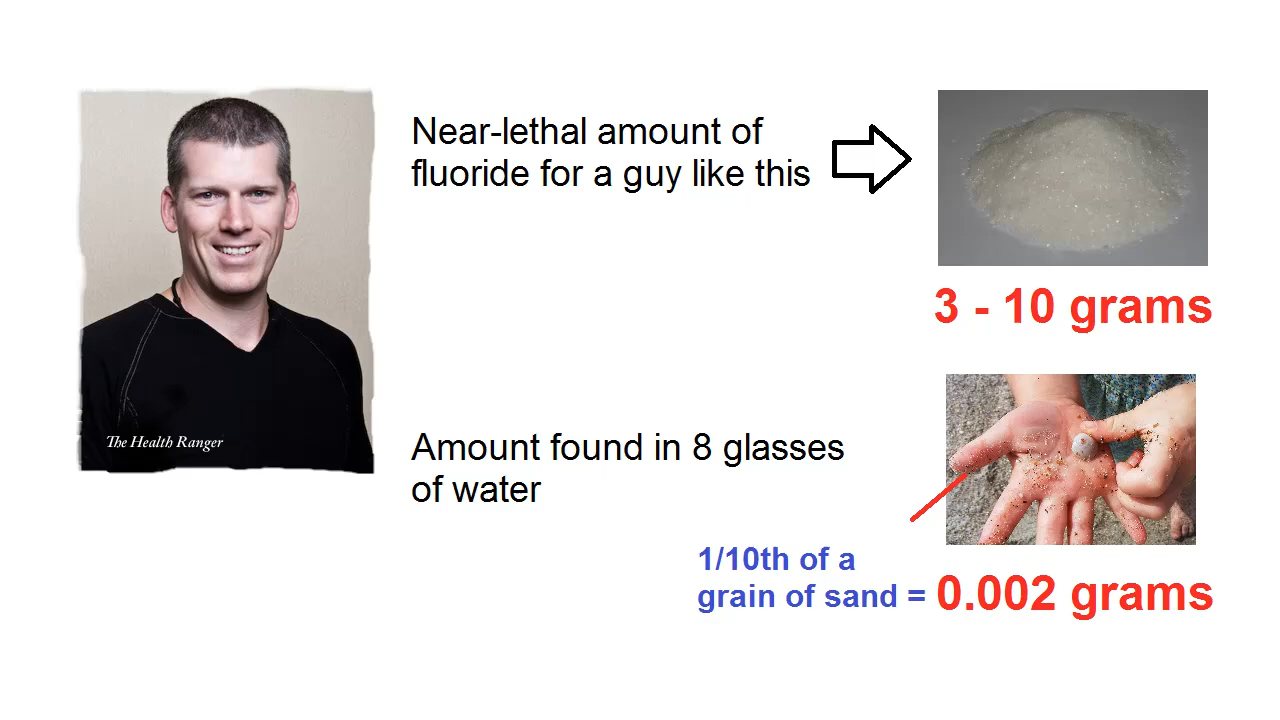 Near-lethal amount of
fluoride for a guy like this
3 - 10 grams
The Health Ranger
Amount found in 8 glasses
of water
1/10th of a
grain of sand = 0.002 grams